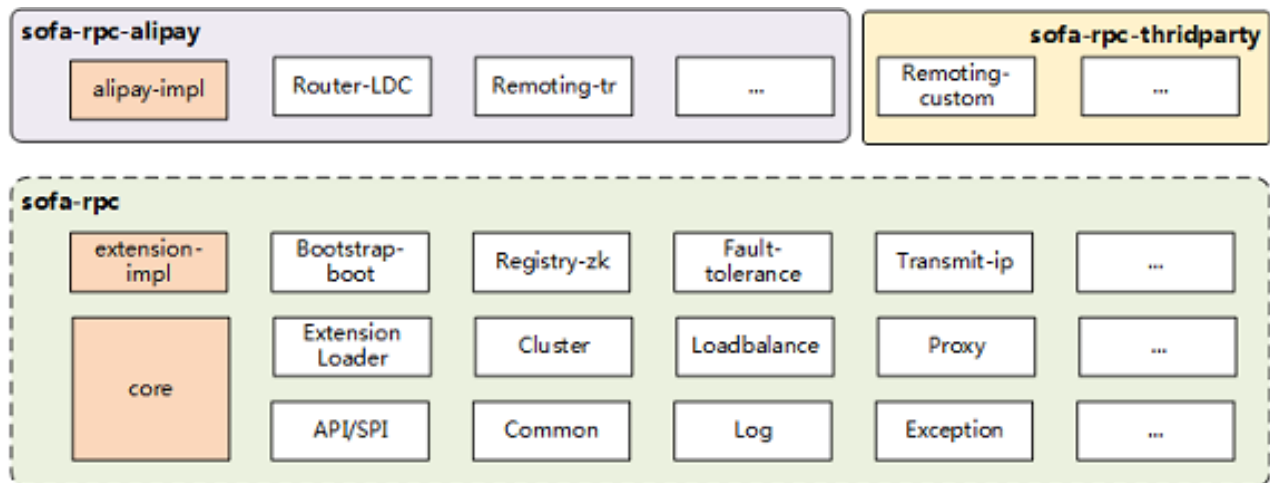 sofa-rpc-alipay
alipay-impl
Router-LDC
Remoting-tr
...
sofa-rpc-thridparty
Remoting-
custom
...
sofa-rpc
extension-
impl
Bootstrap-
boot
Registry-zk
Fault-
tolerance
Transmit-ip
...
core
Extension
Loader
Cluster
Loadbalance
Proxy
...
API/SPI
Common
Log
Exception
...